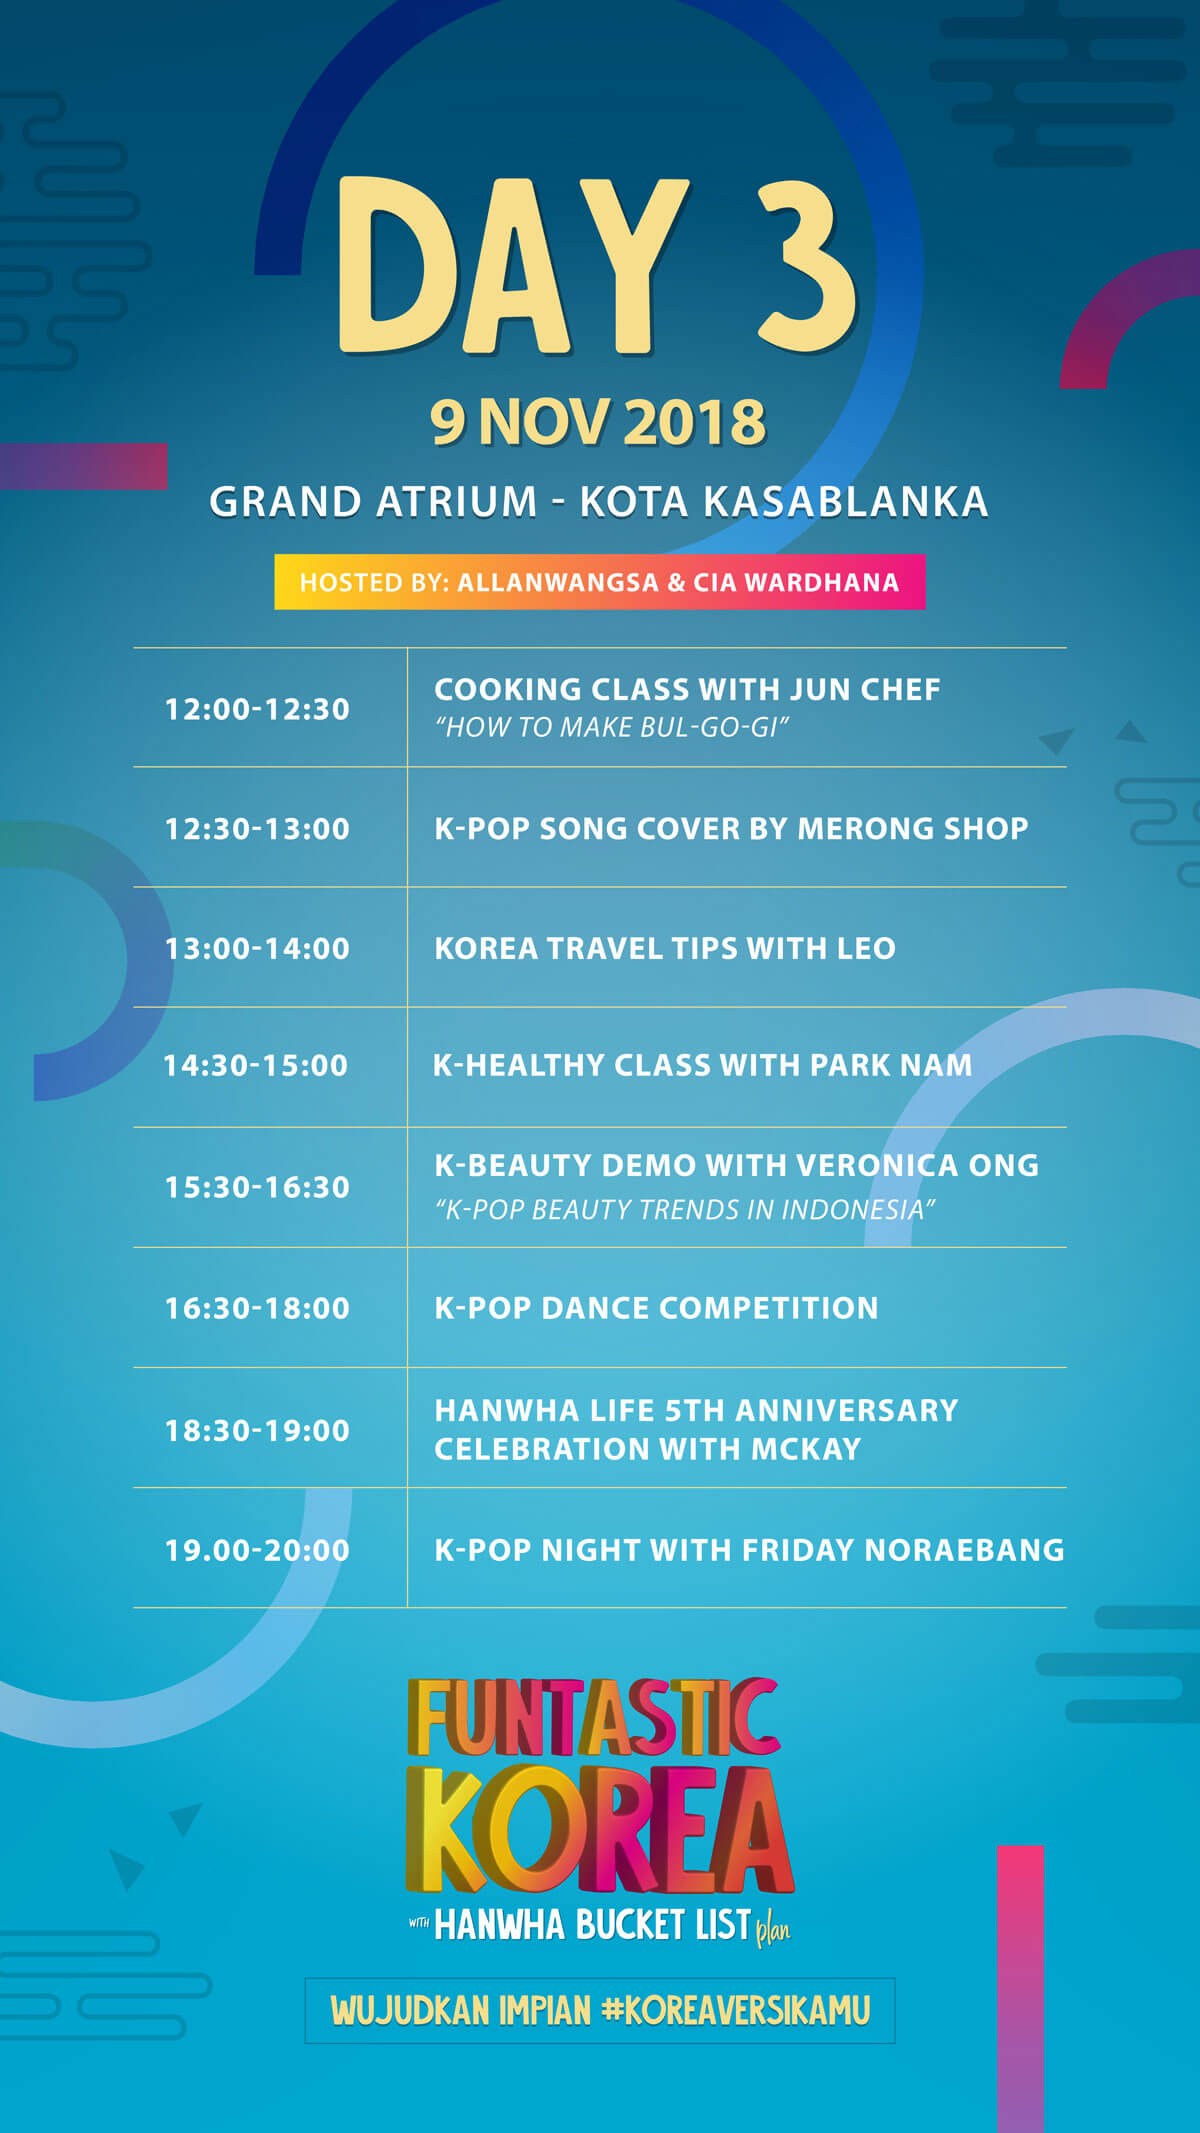 DAY 3
9 NOV 2018
GRAND ATRIUM - KOTA KASABLANKA
HOSTED BY: ALLANWANGSA & CIA WARDHANA
12:00-12:30
COOKING CLASS WITH JUN CHEF
“HOW TO MAKE BUL-GO-GI”
12:30-13:00
K-POP SONG COVER BY MERONG SHOP
13:00-14:00
KOREA TRAVEL TIPS WITH LEO
14:30-15:00
K-HEALTHY CLASS WITH PARK NAM
15:30-16:30
K-BEAUTY DEMO WITH VERONICA ONG
“K-POP BEAUTY TRENDS IN INDONESIA”
16:30-18:00
K-POP DANCE COMPETITION
18:30-19:00
HANWHA LIFE 5TH ANNIVERSARY
CELEBRATION WITH MCKAY
19.00-20:00
K-POP NIGHT WITH FRIDAY NORAEBANG
FUNTASTIC
KOREA
WITH HANWHA BUCKET LIST plan
WUJUDKAN IMPIAN #KOREAVERSIKAMU